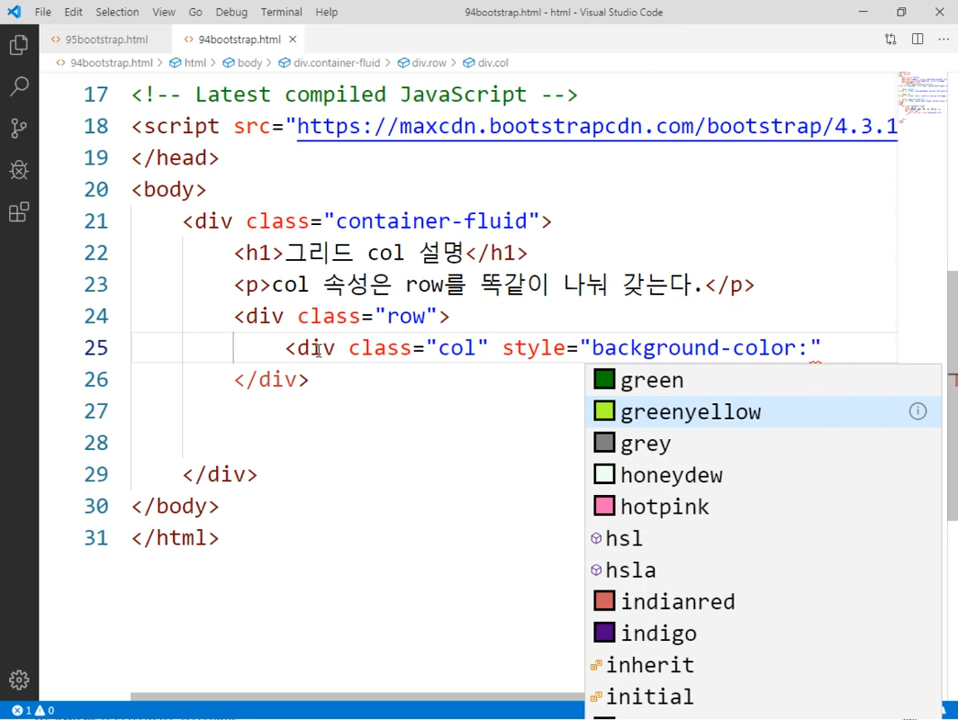 File Edit Selection View Go Debug Terminal Help 94bootstrap.html - html - Visual Studio Code
95bootstrap.html 94bootstrap.html
94bootstrap.html > html > body > div.container-fluid > div.row > div.col
17 <!-- Latest compiled JavaScript -->
18 <script src="https://maxcdn.bootstrapcdn.com/bootstrap/4.3.1
19 </head>
20 <body>
21 <div class="container-fluid">
22 <h1>그리드 col 설명</h1>
23 <p>col 속성은 row를 똑같이 나눠 갖는다.</p>
24 <div class="row">
25 <div class="col" style="background-color:"
26 </div>
27
28
29 </div>
30 </body>
31 </html>
green
greenyellow
grey
honeydew
hotpink
hsl
hsla
indianred
indigo
inherit
initial
1 0